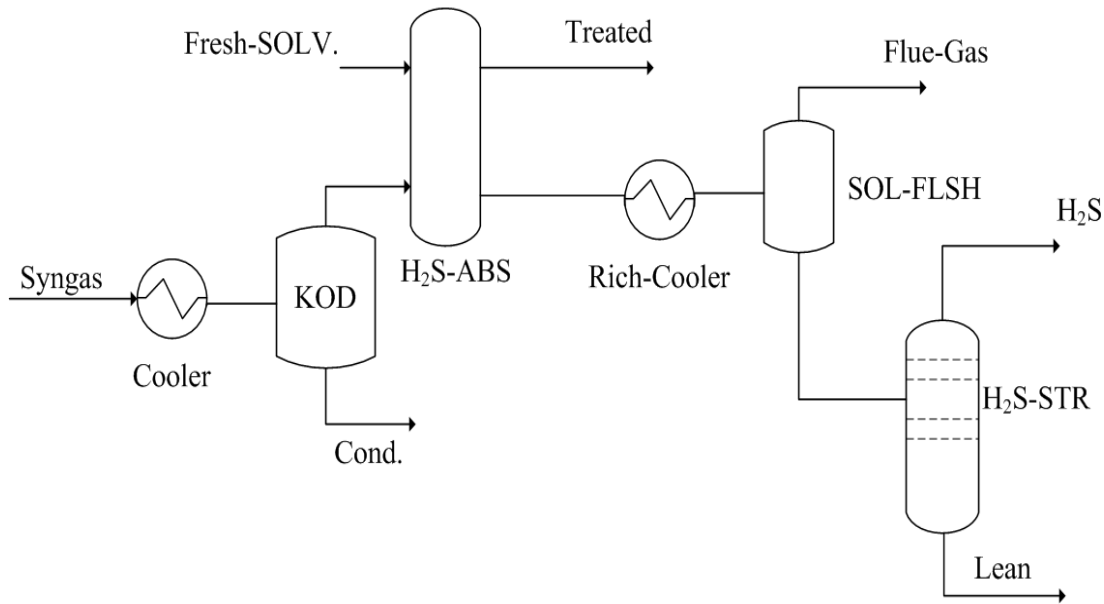 Fresh-SOLV.
Treated
Flue-Gas
SOL-FLSH
H₂S
Syngas
KOD
H₂S-ABS
Rich-Cooler
Cooler
H₂S-STR
Cond.
Lean